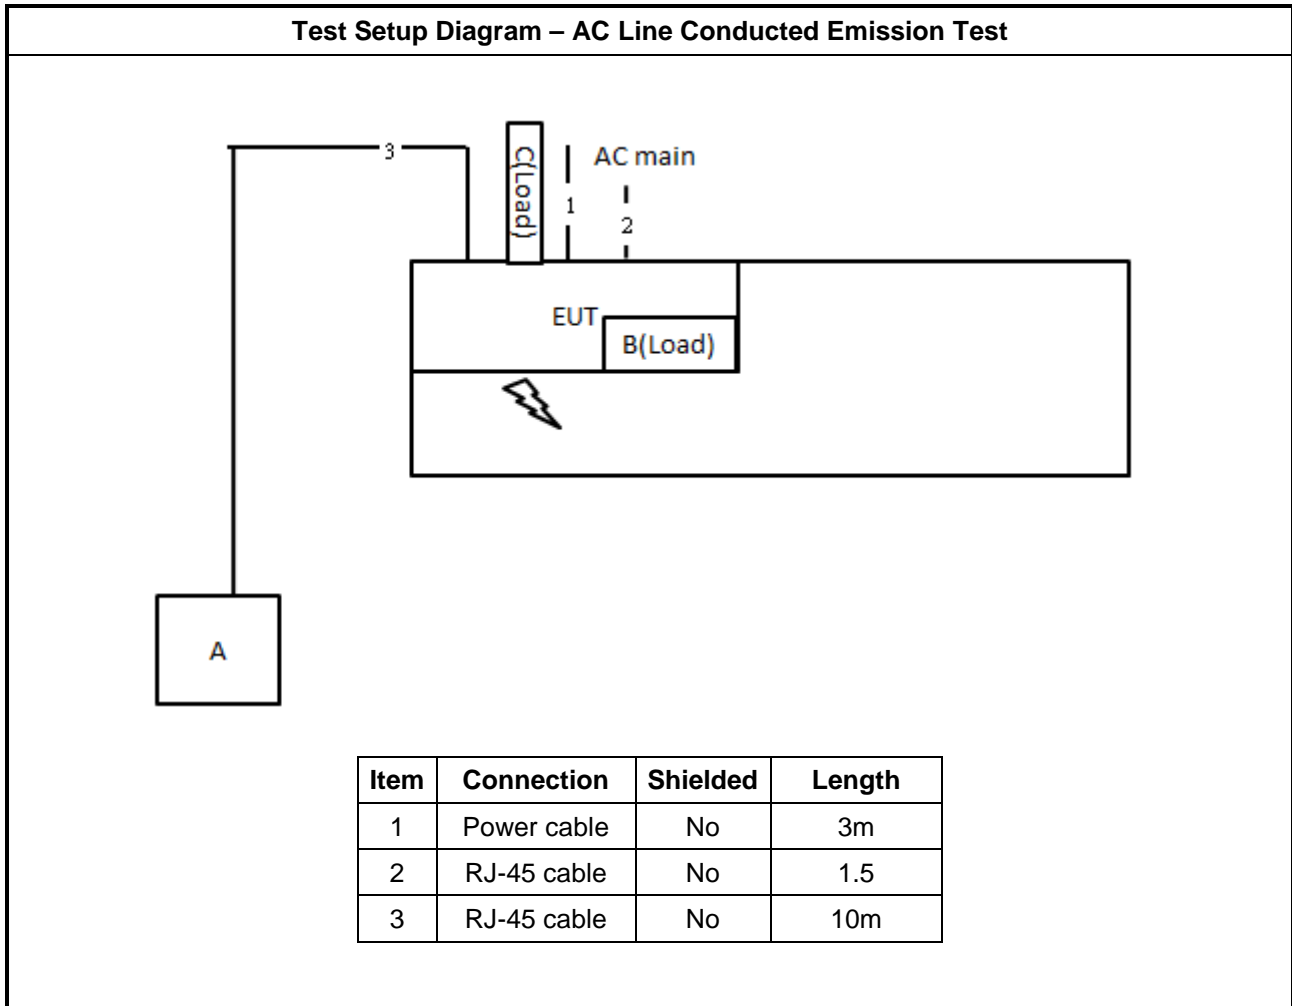 Test Setup Diagram – AC Line Conducted Emission Test
3
C(Load)
1
AC main
2
EUT
B(Load)
A
Item Connection Shielded Length
1 Power cable No 3m
2 RJ-45 cable No 1.5
3 RJ-45 cable No 10m